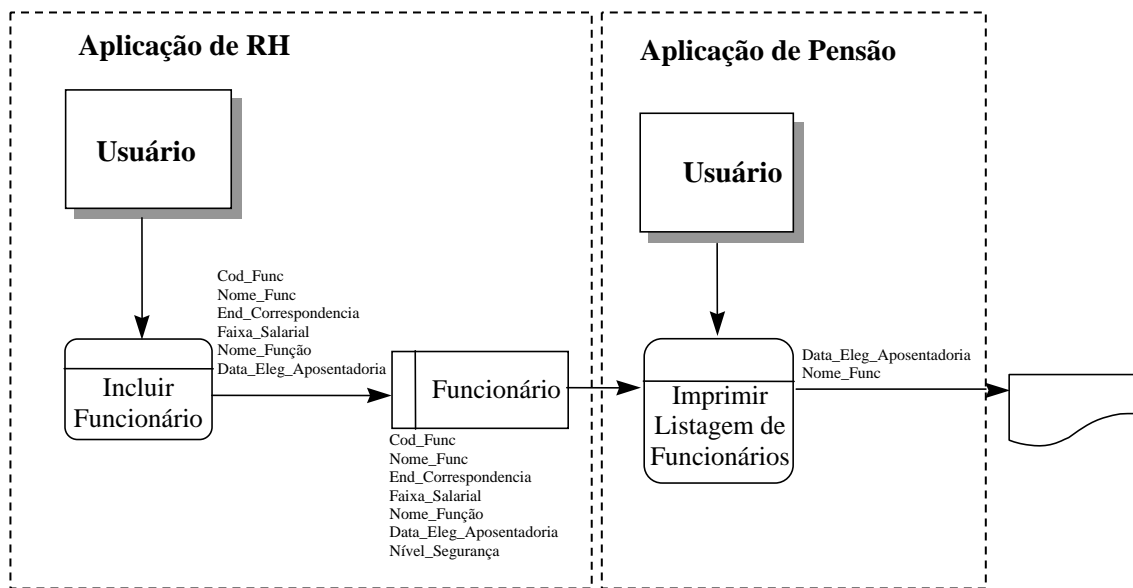 Aplicação de RH
Usuário
Cod_Func
Nome_Func
End_Correspondencia
Faixa_Salarial
Nome_Função
Data_Eleg_Aposentadoria
Incluir
Funcionário
Funcionário
Cod_Func
Nome_Func
End_Correspondencia
Faixa_Salarial
Nome_Função
Data_Eleg_Aposentadoria
Nível_Segurança
Aplicação de Pensão
Usuário
Imprimir
Listagem de
Funcionários
Data_Eleg_Aposentadoria
Nome_Func